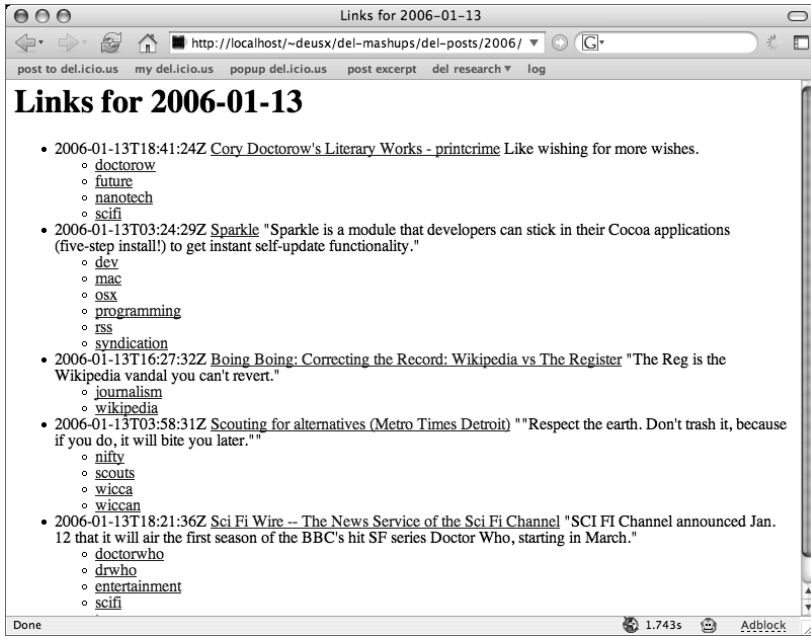 Links for 2006-01-13
http://localhost/~deusx/del-mashups/del-posts/2006/
G
post to del.icio.us my del.icio.us popup del.icio.us post excerpt del research log
Links for 2006-01-13
2006-01-13T18:41:24Z Cory Doctorow's Literary Works - printcrime Like wishing for more wishes.
doctorow
future
nanotech
scifi
2006-01-13T03:24:29Z Sparkle "Sparkle is a module that developers can stick in their Cocoa applications
(five-step install!) to get instant self-update functionality."
dev
mac
osx
programming
rss
syndication
2006-01-13T16:27:32Z Boing Boing: Correcting the Record: Wikipedia vs The Register "The Reg is the
Wikipedia vandal you can't revert."
journalism
wikipedia
2006-01-13T03:58:31Z Scouting for alternatives (Metro Times Detroit) ""Respect the earth. Don't trash it, because
if you do, it will bite you later.""
nifty
scouts
wicca
wiccan
2006-01-13T18:21:36Z Sci Fi Wire -- The News Service of the Sci Fi Channel "SCI FI Channel announced Jan.
12 that it will air the first season of the BBC's hit SF series Doctor Who, starting in March."
doctorwho
drwho
entertainment
scifi
Done 1.743s Adblock